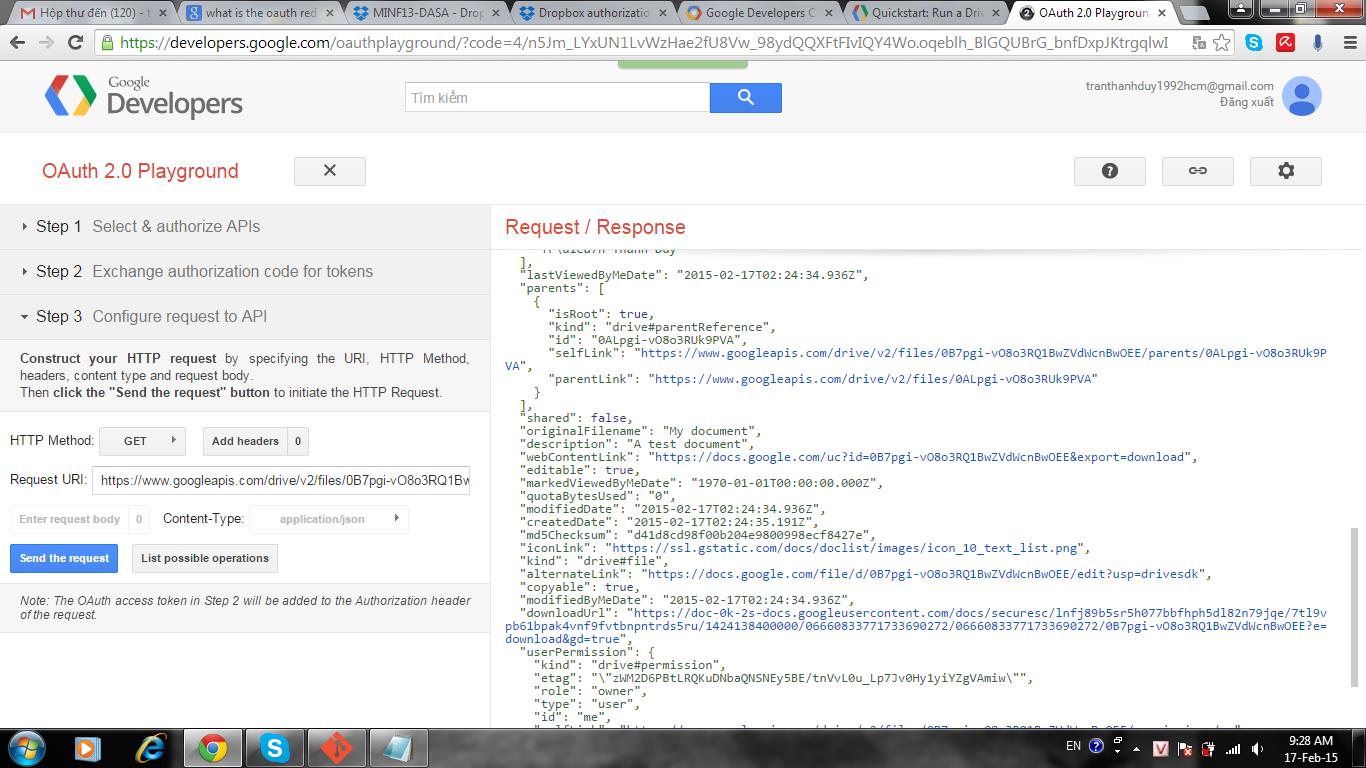 Hộp thư đến (120) - t
what is the oauth red
MINF13-DASA - Drop
Dropbox authorizatio
Google Developers C
Quickstart: Run a Driv
OAuth 2.0 Playgroun
https://developers.google.com/oauthplayground/?code=4/n5Im_LYxUN1LvWzHae2fU8Vw_98ydQQXFtFIvIQY4Wo.oqeblh_BlGQUBrG_bnfDxpJKtrgqlwI
Google
Developers
Tìm kiếm
tranthanhduy1992hcm@gmail.com
Đăng xuất
OAuth 2.0 Playground
Step 1 Select & authorize APIs
Step 2 Exchange authorization code for tokens
Step 3 Configure request to API
Construct your HTTP request by specifying the URI, HTTP Method,
headers, content type and request body.
Then click the "Send the request" button to initiate the HTTP Request.
HTTP Method: GET Add headers 0
Request URI: https://www.googleapis.com/drive/v2/files/0B7pgi-vO8o3RQ1Bw
Enter request body 0 Content-Type: application/json
Send the request List possible operations
Note: The OAuth access token in Step 2 will be added to the Authorization header
of the request.
Request / Response
],
"lastViewedByMeDate": "2015-02-17T02:24:34.936Z",
"parents": [
{
"isRoot": true,
"kind": "drive#parentReference",
"id": "0ALpgi-vO8o3RUk9PVA",
"selfLink": "https://www.googleapis.com/drive/v2/files/0B7pgi-vO8o3RQ1BwZVdWcnBwOEE/parents/0ALpgi-vO8o3RUk9P
VA",
"parentLink": "https://www.googleapis.com/drive/v2/files/0ALpgi-vO8o3RUk9PVA"
}
],
"shared": false,
"originalFilename": "My document",
"description": "A test document",
"webContentLink": "https://docs.google.com/uc?id=0B7pgi-vO8o3RQ1BwZVdWcnBwOEE&export=download",
"editable": true,
"markedViewedByMeDate": "1970-01-01T00:00:00.000Z",
"quotaBytesUsed": "0",
"modifiedDate": "2015-02-17T02:24:34.936Z",
"createdDate": "2015-02-17T02:24:35.191Z",
"md5Checksum": "d41d8cd98f00b204e9800998ecf8427e",
"iconLink": "https://ssl.gstatic.com/docs/doclist/images/icon_10_text_list.png",
"kind": "drive#file",
"alternateLink": "https://docs.google.com/file/d/0B7pgi-vO8o3RQ1BwZVdWcnBwOEE/edit?usp=drivesdk",
"copyable": true,
"modifiedByMeDate": "2015-02-17T02:24:34.936Z",
"downloadUrl": "https://doc-0k-2s-docs.googleusercontent.com/docs/securesc/lnfj89b5sr5h077bbfhph5dl82n79jqe/7tl9v
pb61bpak4vnf9fvtbnpntrds5ru/1424138400000/06660833771733690272/06660833771733690272/0B7pgi-vO8o3RQ1BwZVdWcnBwOEE?e=
download&gd=true",
"userPermission": {
"kind": "drive#permission",
"etag": "\"zWM2D6PBtLRQKuDNbaQNSNEy5BE/tnVvL0u_Lp7Jv0Hy1yiYZgVAmiw\"",
"role": "owner",
"type": "user",
"id": "me",
EN
9:28 AM
17-Feb-15